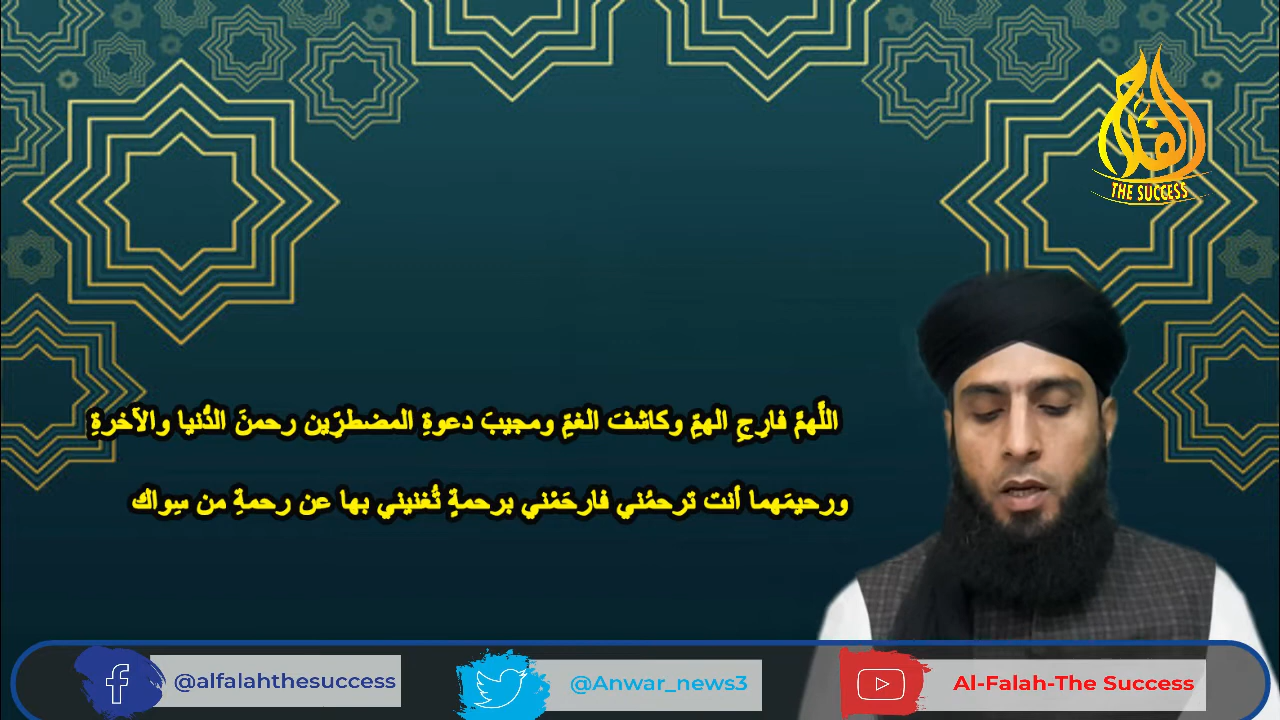 الفلاح
THE SUCCESS
اللَّهمَّ فارِجِ الهمِّ وكاشفَ الغمِّ ومجيبَ دعوةِ المضطرِّين رحمنَ الدُّنيا والآخرةِ
ورحيمَهما أنت ترحمُني فارحَمْني برحمةٍ تُغنيني بها عن رحمةِ من سِواك
@alfalahthesuccess
@Anwar_news3
Al-Falah-The Success